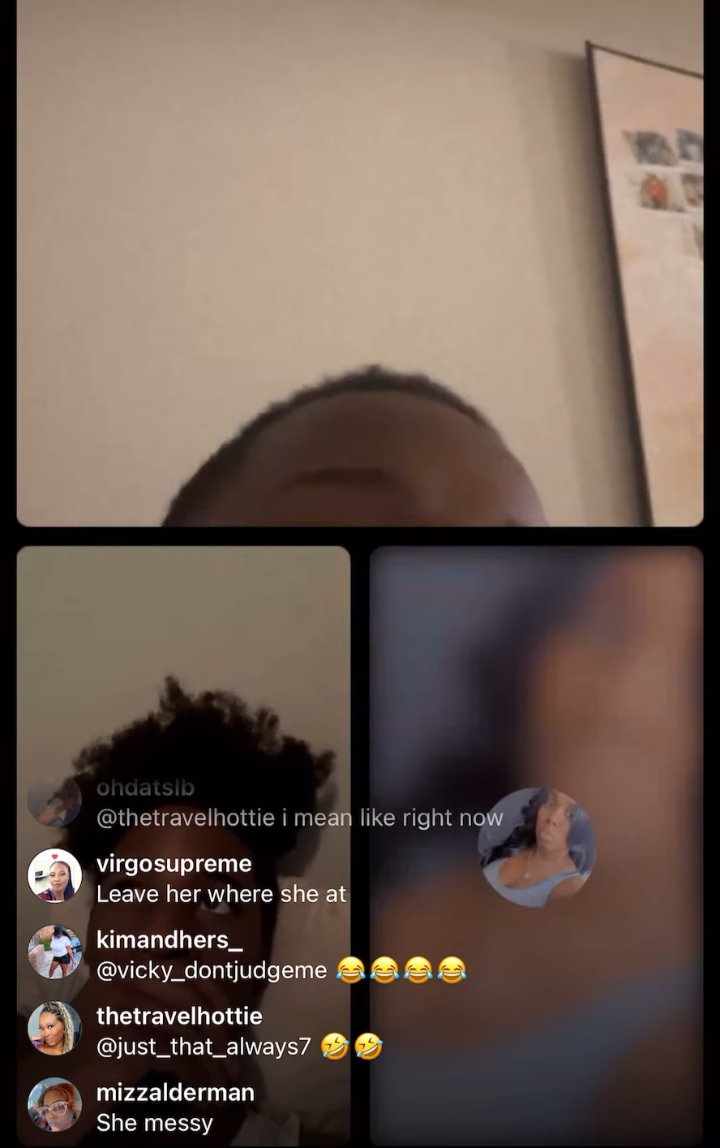 ohdatslb
@thetravelhottie i mean like right now
virgosupreme
Leave her where she at
kimandhers_
@vicky_dontjudgeme 😂😂😂😂
thetravelhottie
@just_that_always7 🤣🤣
mizzalderman
She messy